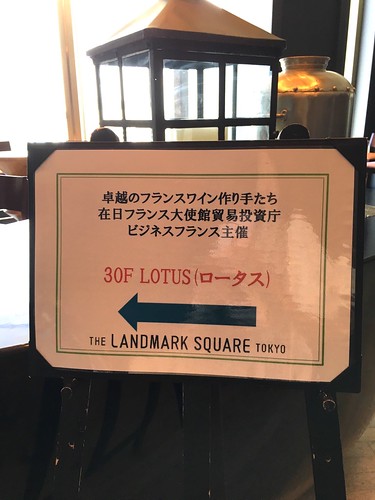 卓越のフランスワイン作り手たち
在日フランス大使館貿易投資庁
ビジネスフランス主催
30F LOTUS(ロータス)
THE LANDMARK SQUARE TOKYO